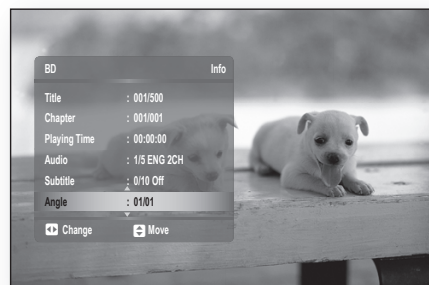 BD Info
Title : 001/500
Chapter : 001/001
Playing Time : 00:00:00
Audio : 1/5 ENG 2CH
Subtitle : 0/10 Off
Angle : 01/01
Change Move